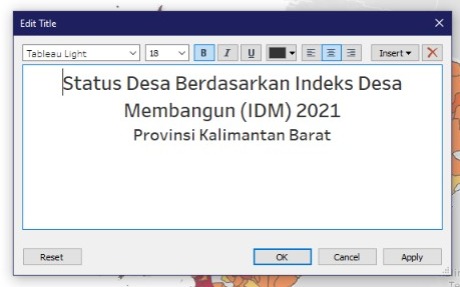 Edit Title
Tableau Light 18 B I U Insert
Status Desa Berdasarkan Indeks Desa
Membangun (IDM) 2021
Provinsi Kalimantan Barat
Reset OK Cancel Apply